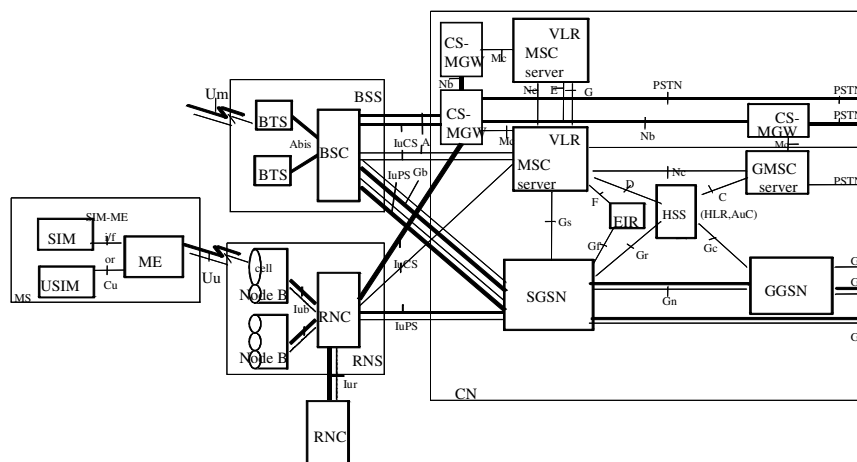 VLR
CS-
MGW
MSC
server
Mc
Nb
Nc
E
G
PSTN
PSTN
Um
BSS
BTS
Abis
BSC
CS-
MGW
IuCS
A
Mc
VLR
MSC
server
Nb
CS-
MGW
PSTN
Mc
BTS
IuPS
Gb
Nc
GMSC
server
PSTN
F
D
C
EIR
HSS
(HLR,AuC)
SIM-ME
SIM
i/f
or
ME
USIM
Cu
MS
Uu
cell
Node B
Iub
IuCS
Gs
Gf
Gr
Gc
RNC
SGSN
Gn
GGSN
G
G
G
IuPS
Node B
RNS
Iur
CN
RNC